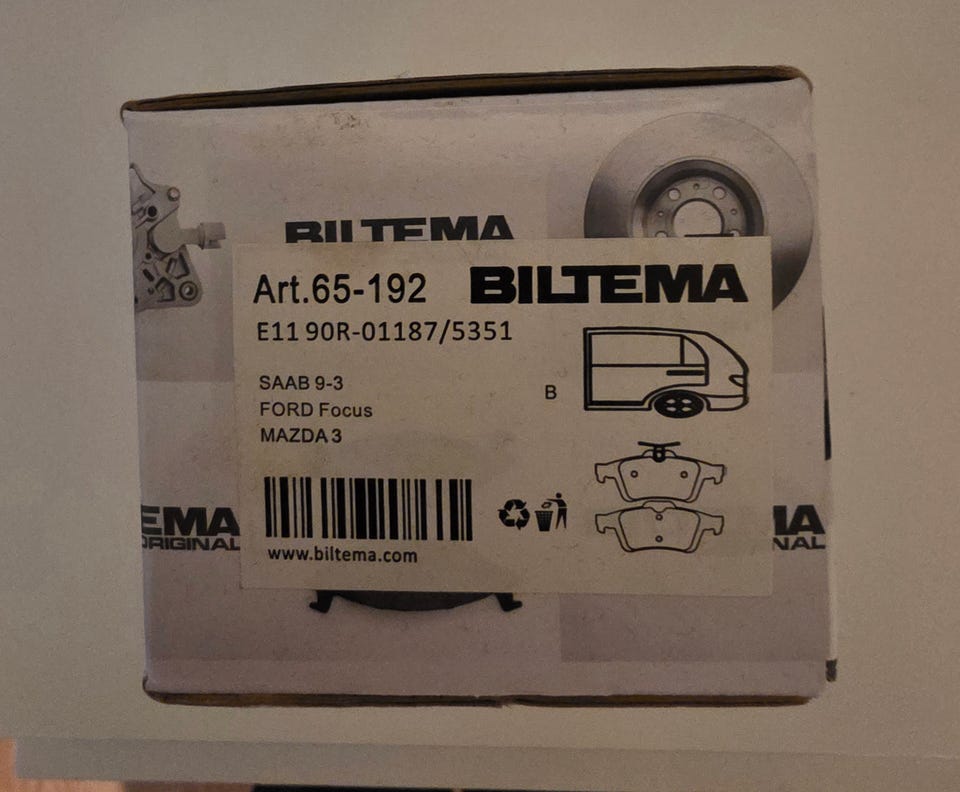 BILTEMA
Art.65-192 BILTEMA
E11 90R-01187/5351
SAAB 9-3
FORD Focus
MAZDA 3
B
www.biltema.com
EMA
ORIGINAL
MA
NAL